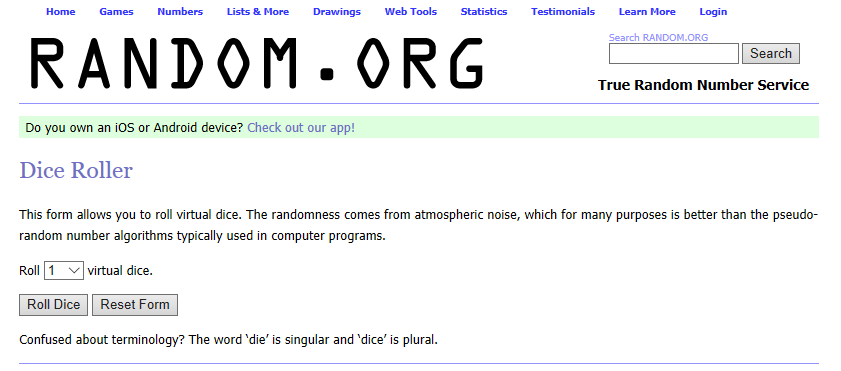 Home Games Numbers Lists & More Drawings Web Tools Statistics Testimonials Learn More Login
RANDOM.ORG
Search RANDOM.ORG
Search
True Random Number Service
Do you own an iOS or Android device? Check out our app!
Dice Roller
This form allows you to roll virtual dice. The randomness comes from atmospheric noise, which for many purposes is better than the pseudo-
random number algorithms typically used in computer programs.
Roll 1 virtual dice.
Roll Dice Reset Form
Confused about terminology? The word ‘die’ is singular and ‘dice’ is plural.